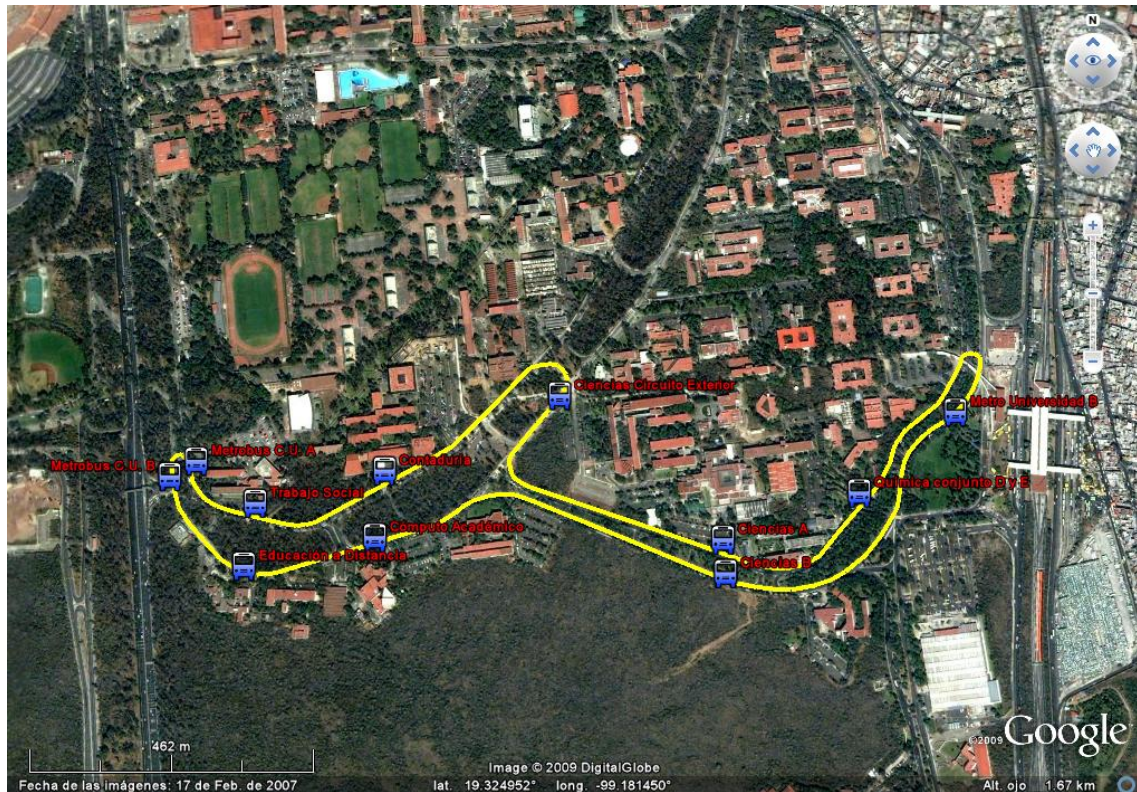 N
Ciencias Circuito Exterior
Metro Universidad B
Metrobus C.U. A
Metrobus C.U. B
Contaduría
Química conjunto D y E
Trabajo Social
Cómputo Académico
Ciencias A
Educación a Distancia
Ciencias B
462 m
©2009 Google
Image © 2009 DigitalGlobe
Fecha de las imágenes: 17 de Feb. de 2007 lat. 19.324952° long. -99.181450° Alt. ojo 1.67 km